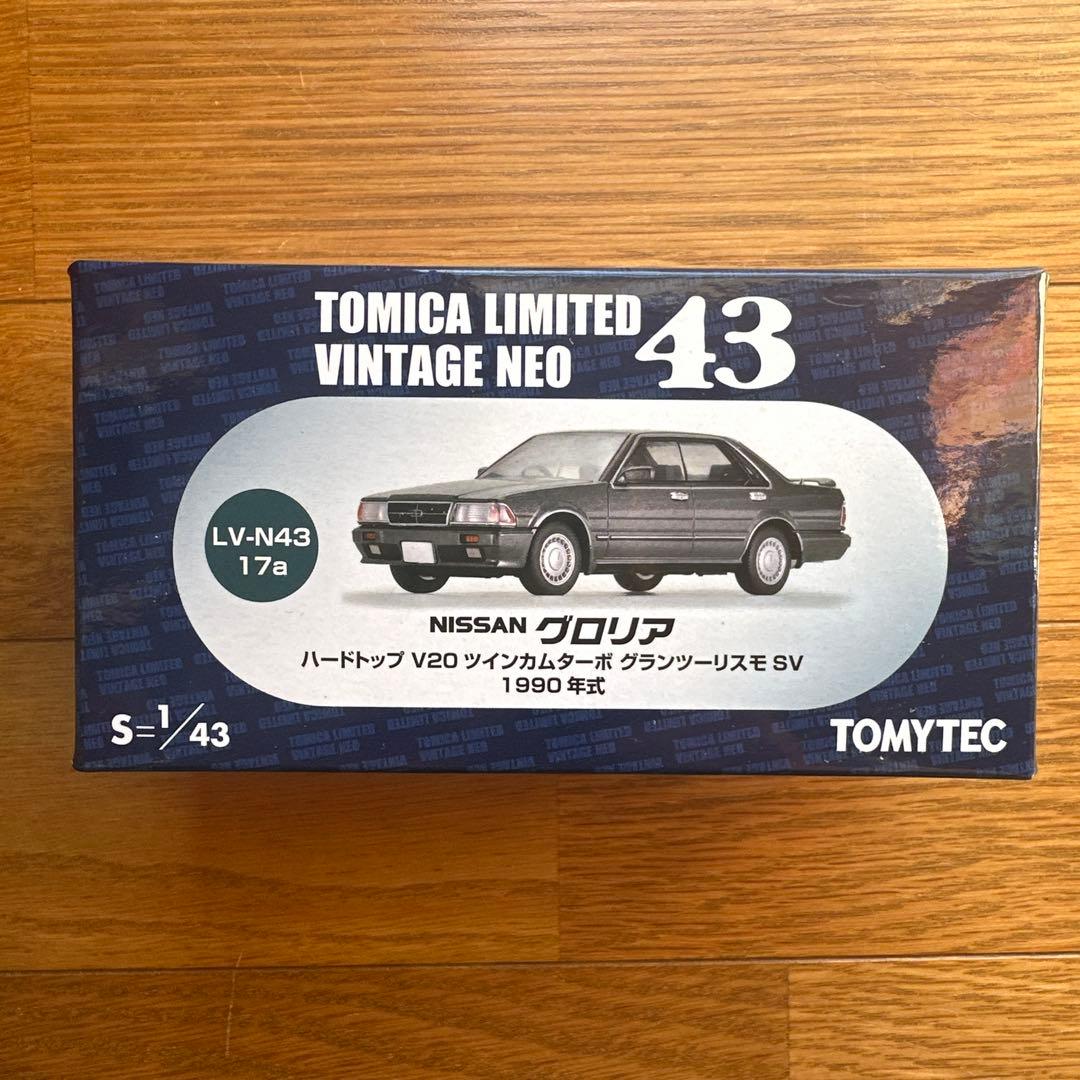 TOMICA LIMITED
VINTAGE NEO
43
LV-N43
17a
NISSAN グロリア
ハードトップ V20 ツインカムターボ グランツーリスモ SV
1990 年式
S=1/43
TOMYTEC